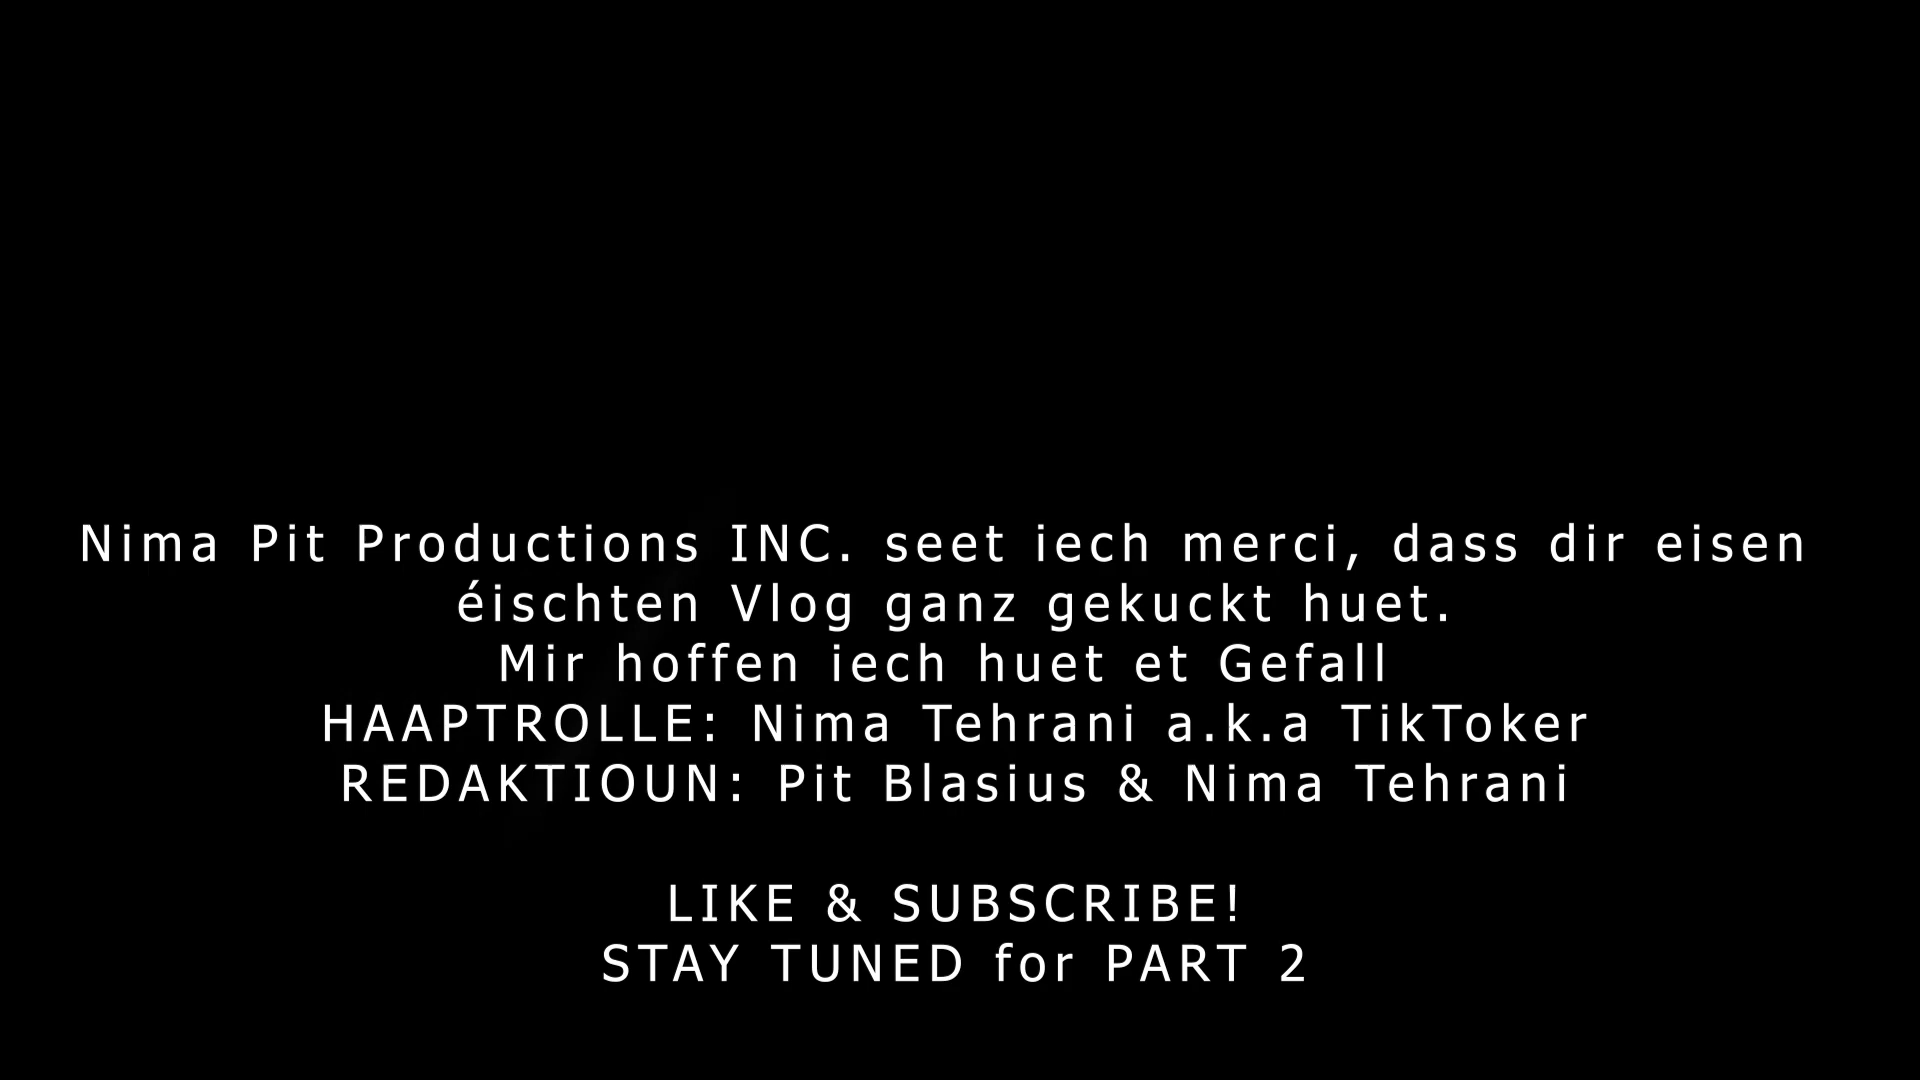 Nima Pit Productions INC. seet iech merci, dass dir eisen
éischten Vlog ganz gekuckt huet.
Mir hoffen iech huet et Gefall
HAAPTROLLE: Nima Tehrani a.k.a TikToker
REDAKTIOUN: Pit Blasius & Nima Tehrani
LIKE & SUBSCRIBE!
STAY TUNED for PART 2